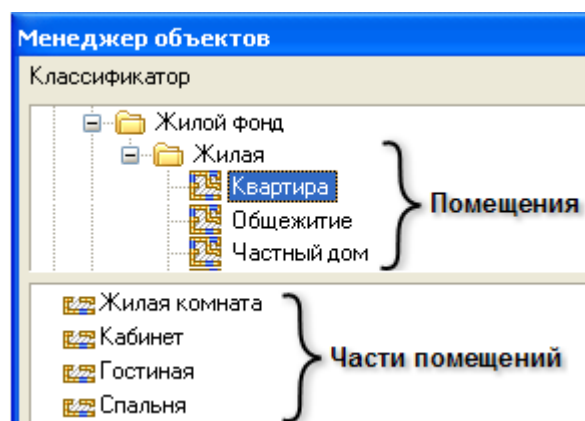 Менеджер объектов
Классификатор
Жилой фонд
Жилая
Квартира
Общежитие
Частный дом
Помещения
Жилая комната
Кабинет
Гостиная
Спальня
Части помещений